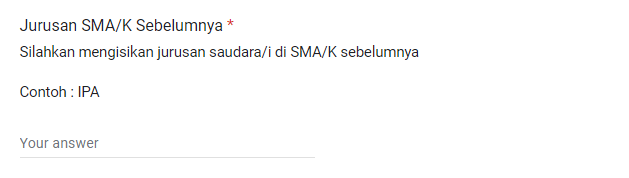 Jurusan SMA/K Sebelumnya *
Silahkan mengisikan jurusan saudara/i di SMA/K sebelumnya
Contoh : IPA
Your answer